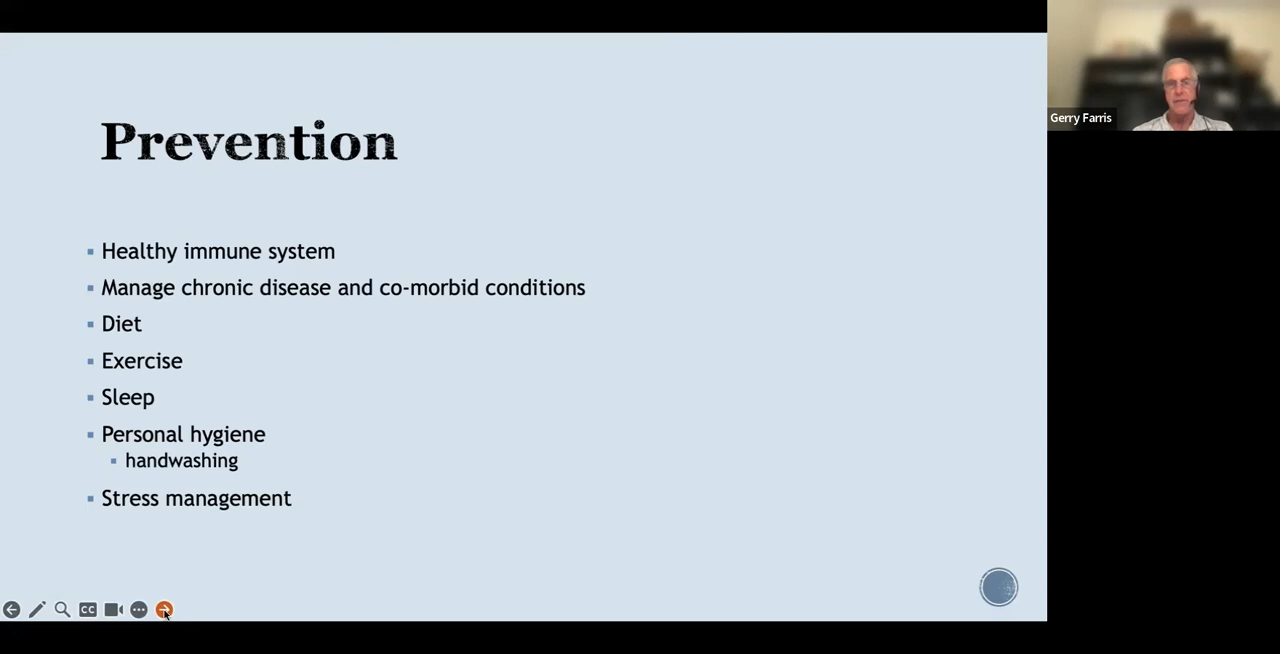 Prevention
Healthy immune system
Manage chronic disease and co-morbid conditions
Diet
Exercise
Sleep
Personal hygiene
handwashing
Stress management
CC
Gerry Farris